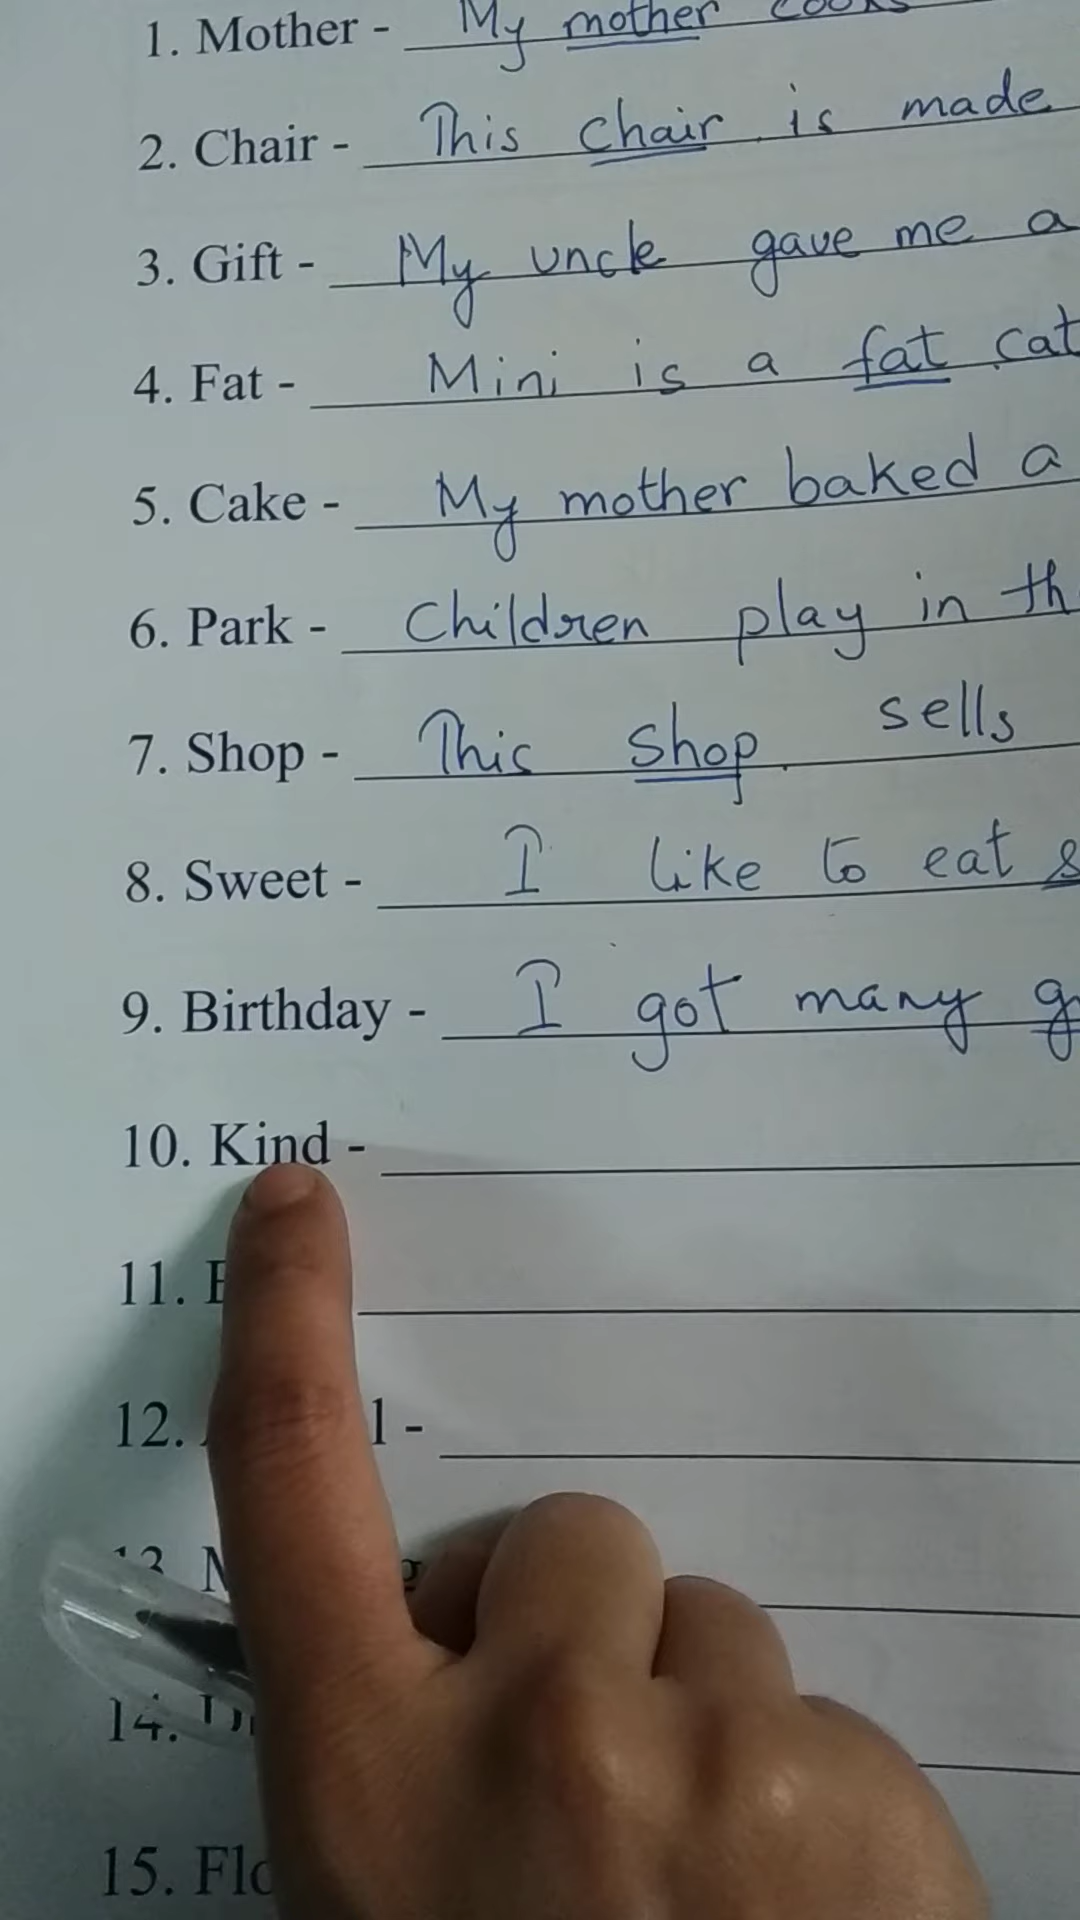 1. Mother - My mother cooks
2. Chair - This chair is made
3. Gift - My uncle gave me a
4. Fat - Mini is a fat cat
5. Cake - My mother baked a
6. Park - Children play in
7. Shop - This shop sells
8. Sweet - I like to eat
9. Birthday - I got many
10. Kind -
11.
12.
13.
14.
15.